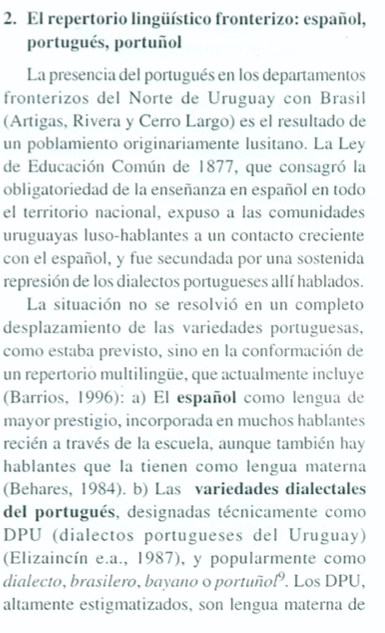 2. El repertorio lingüístico fronterizo: español,
portugués, portuñol
La presencia del portugués en los departamentos
fronterizos del Norte de Uruguay con Brasil
(Artigas, Rivera y Cerro Largo) es el resultado de
un poblamiento originariamente lusitano. La Ley
de Educación Común de 1877, que consagró la
obligatoriedad de la enseñanza en español en todo
el territorio nacional, expuso a las comunidades
uruguayas luso-hablantes a un contacto creciente
con el español, y fue secundada por una sostenida
represión de los dialectos portugueses allí hablados.
La situación no se resolvió en un completo
desplazamiento de las variedades portuguesas,
como estaba previsto, sino en la conformación de
un repertorio multilingüe, que actualmente incluye
(Barrios, 1996): a) El español como lengua de
mayor prestigio, incorporada en muchos hablantes
recién a través de la escuela, aunque también hay
hablantes que la tienen como lengua materna
(Behares, 1984). b) Las variedades dialectales
del portugués, designadas técnicamente como
DPU (dialectos portugueses del Uruguay)
(Elizaincín e.a., 1987), y popularmente como
dialecto, brasilero, bayano o portuñol⁹. Los DPU,
altamente estigmatizados, son lengua materna de